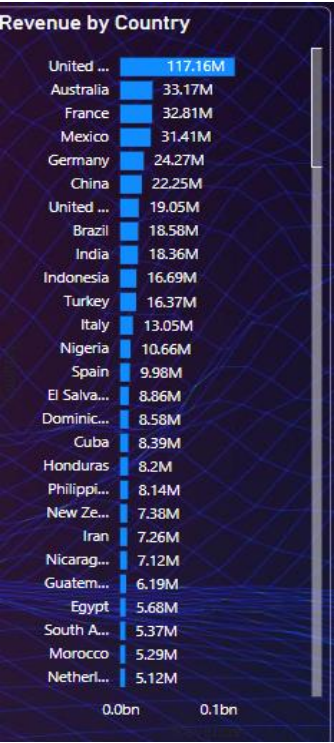 Revenue by Country
United ... 117.16M
Australia 33.17M
France 32.81M
Mexico 31.41M
Germany 24.27M
China 22.25M
United ... 19.05M
Brazil 18.58M
India 18.36M
Indonesia 16.69M
Turkey 16.37M
Italy 13.05M
Nigeria 10.66M
Spain 9.98M
El Salva... 8.86M
Dominic... 8.58M
Cuba 8.39M
Honduras 8.2M
Philippi... 8.14M
New Ze... 7.38M
Iran 7.26M
Nicarag... 7.12M
Guatem... 6.19M
Egypt 5.68M
South A... 5.37M
Morocco 5.29M
Netherl... 5.12M
0.0bn 0.1bn